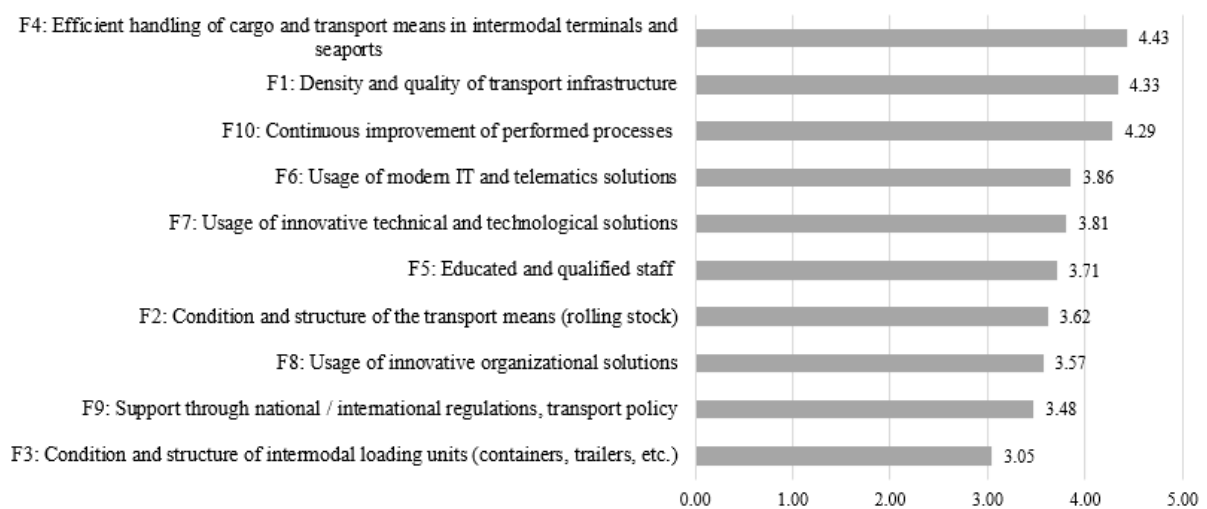 F4: Efficient handling of cargo and transport means in intermodal terminals and
seaports
4.43
F1: Density and quality of transport infrastructure
4.33
F10: Continuous improvement of performed processes
4.29
F6: Usage of modern IT and telematics solutions
3.86
F7: Usage of innovative technical and technological solutions
3.81
F5: Educated and qualified staff
3.71
F2: Condition and structure of the transport means (rolling stock)
3.62
F8: Usage of innovative organizational solutions
3.57
F9: Support through national / international regulations, transport policy
3.48
F3: Condition and structure of intermodal loading units (containers, trailers, etc.)
3.05
0.00 1.00 2.00 3.00 4.00 5.00